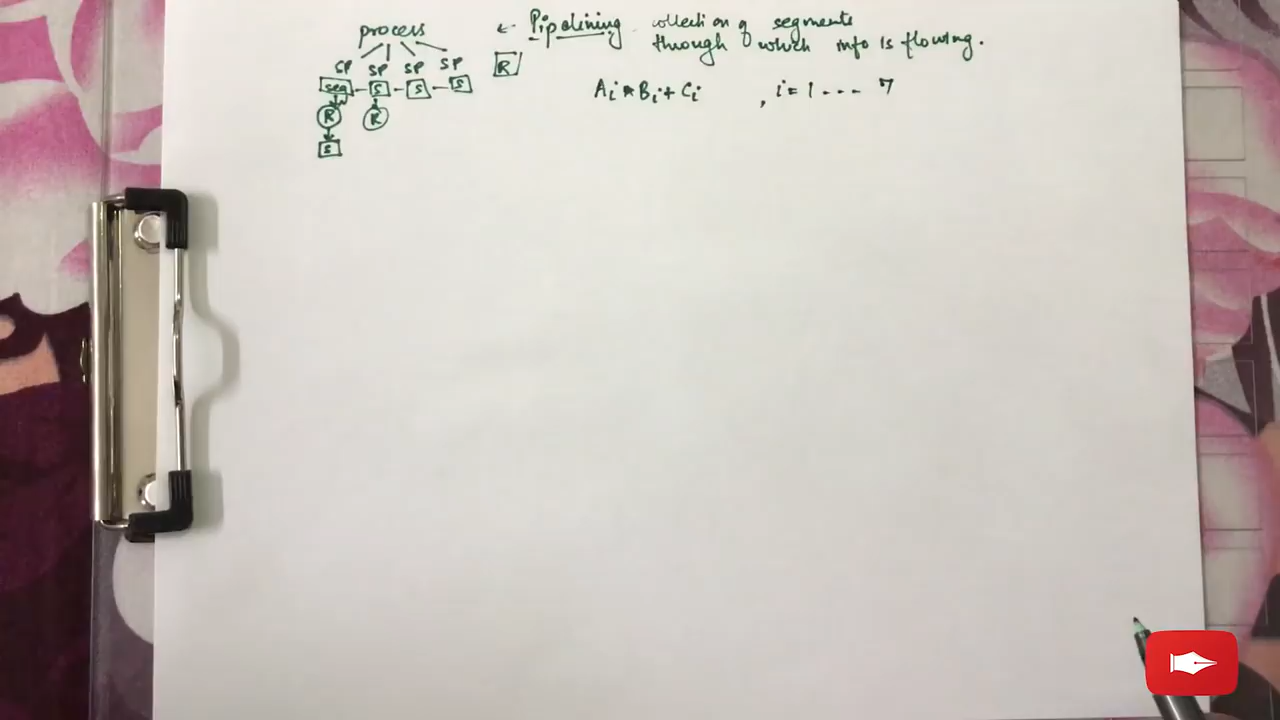 process
← Pipelining - collection of segments
through which info is flowing.
SP SP SP SP
R
seg S S S
Ai * Bi + Ci , i = 1 - - - 7
R R
S